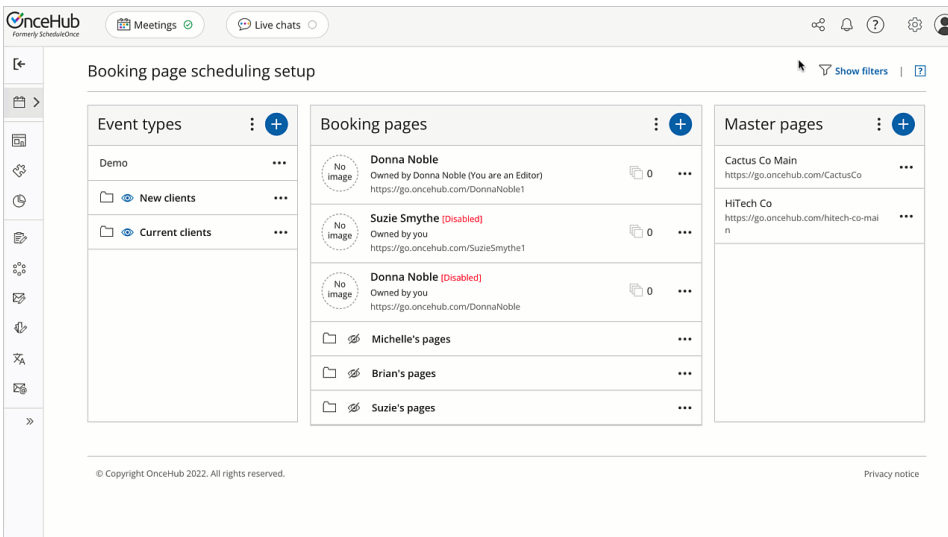 OnceHub
Formerly ScheduleOnce
Meetings
Live chats
?
Booking page scheduling setup
Show filters
|
?
Event types
Demo
New clients
Current clients
Booking pages
No
image
Donna Noble
Owned by Donna Noble (You are an Editor)
https://go.oncehub.com/DonnaNoble1
0
No
image
Suzie Smythe [Disabled]
Owned by you
https://go.oncehub.com/SuzieSmythe1
0
No
image
Donna Noble [Disabled]
Owned by you
https://go.oncehub.com/DonnaNoble
0
Michelle's pages
Brian's pages
Suzie's pages
Master pages
Cactus Co Main
https://go.oncehub.com/CactusCo
HiTech Co
https://go.oncehub.com/hitech-co-mai
n
© Copyright OnceHub 2022. All rights reserved.
Privacy notice